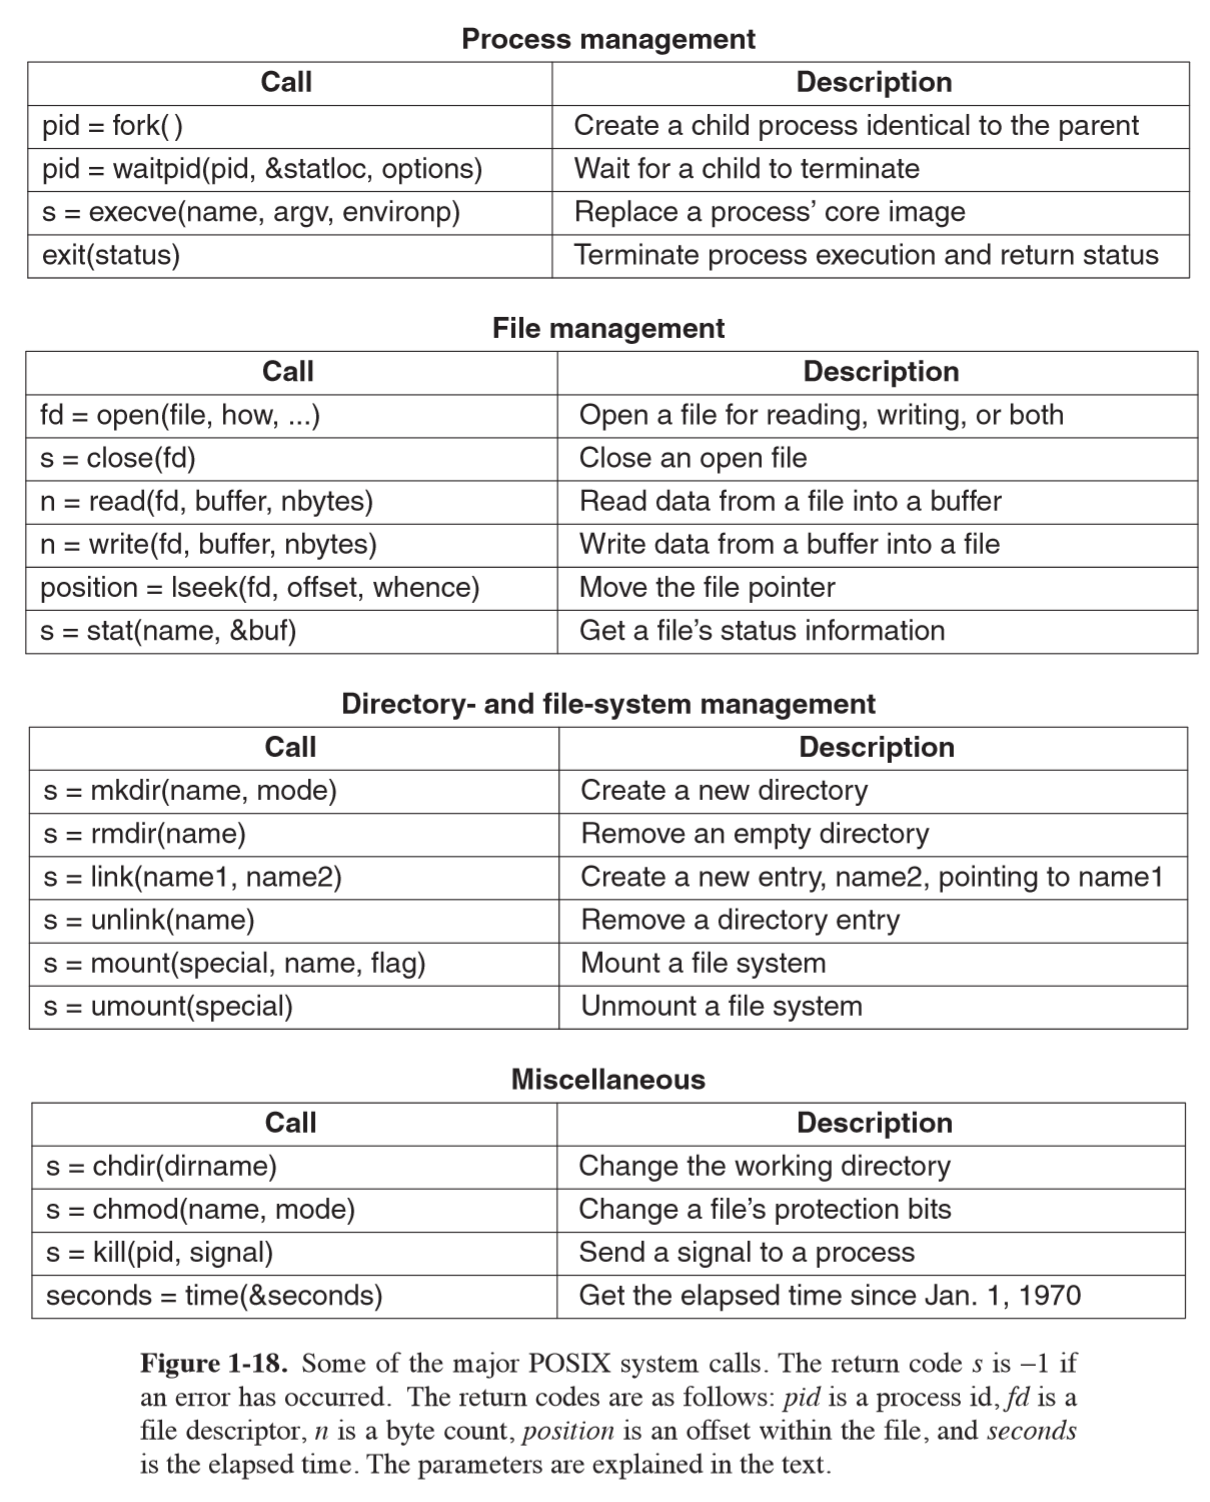 Process management
Call Description
pid = fork( ) Create a child process identical to the parent
pid = waitpid(pid, &statloc, options) Wait for a child to terminate
s = execve(name, argv, environp) Replace a process’ core image
exit(status) Terminate process execution and return status
File management
Call Description
fd = open(file, how, ...) Open a file for reading, writing, or both
s = close(fd) Close an open file
n = read(fd, buffer, nbytes) Read data from a file into a buffer
n = write(fd, buffer, nbytes) Write data from a buffer into a file
position = lseek(fd, offset, whence) Move the file pointer
s = stat(name, &buf) Get a file’s status information
Directory- and file-system management
Call Description
s = mkdir(name, mode) Create a new directory
s = rmdir(name) Remove an empty directory
s = link(name1, name2) Create a new entry, name2, pointing to name1
s = unlink(name) Remove a directory entry
s = mount(special, name, flag) Mount a file system
s = umount(special) Unmount a file system
Miscellaneous
Call Description
s = chdir(dirname) Change the working directory
s = chmod(name, mode) Change a file’s protection bits
s = kill(pid, signal) Send a signal to a process
seconds = time(&seconds) Get the elapsed time since Jan. 1, 1970
Figure 1-18. Some of the major POSIX system calls. The return code s is −1 if
an error has occurred. The return codes are as follows: pid is a process id, fd is a
file descriptor, n is a byte count, position is an offset within the file, and seconds
is the elapsed time. The parameters are explained in the text.